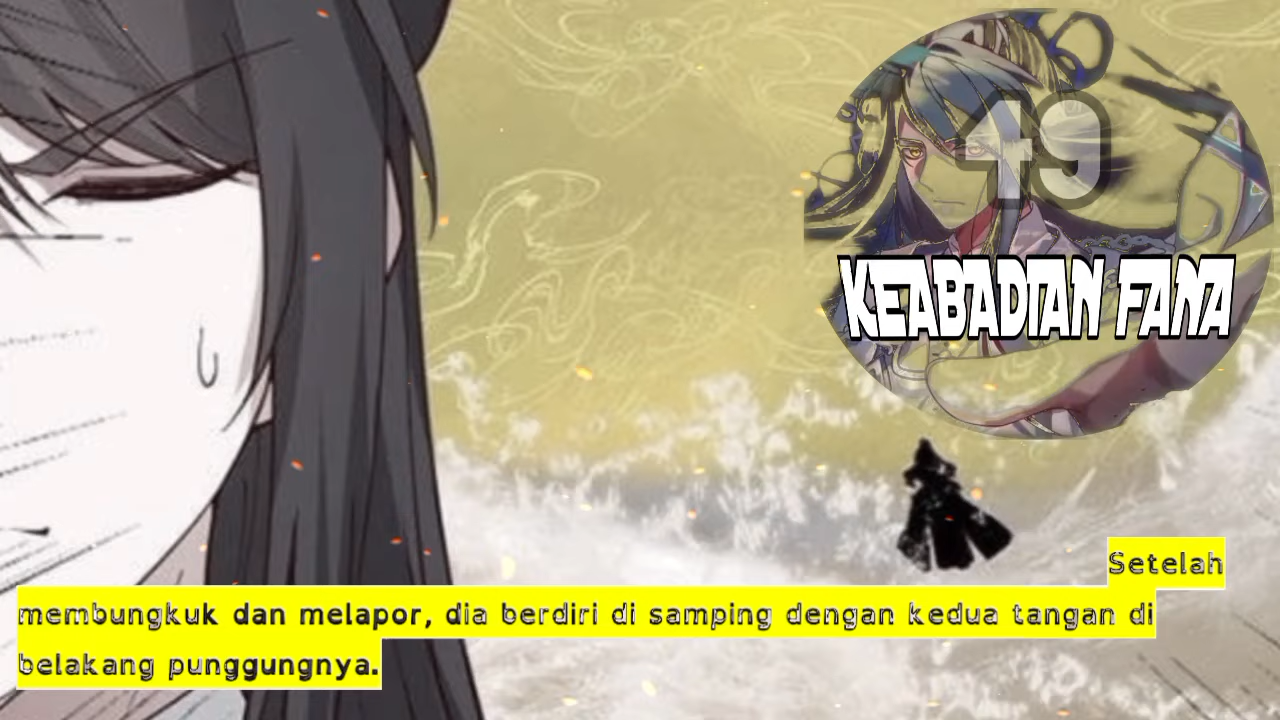 49
KEABADIAN FANA
Setelah
membungkuk dan melapor, dia berdiri di samping dengan kedua tangan di
belakang punggungnya.